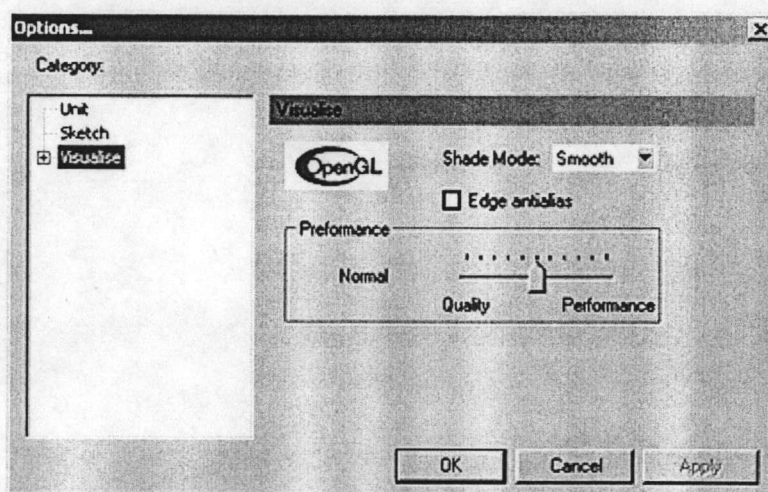 Options...
Category:
Unit
Sketch
Visualise
Visualise
OpenGL
Shade Mode: Smooth
Edge antialias
Preformance
Normal
Quality Performance
OK Cancel Apply